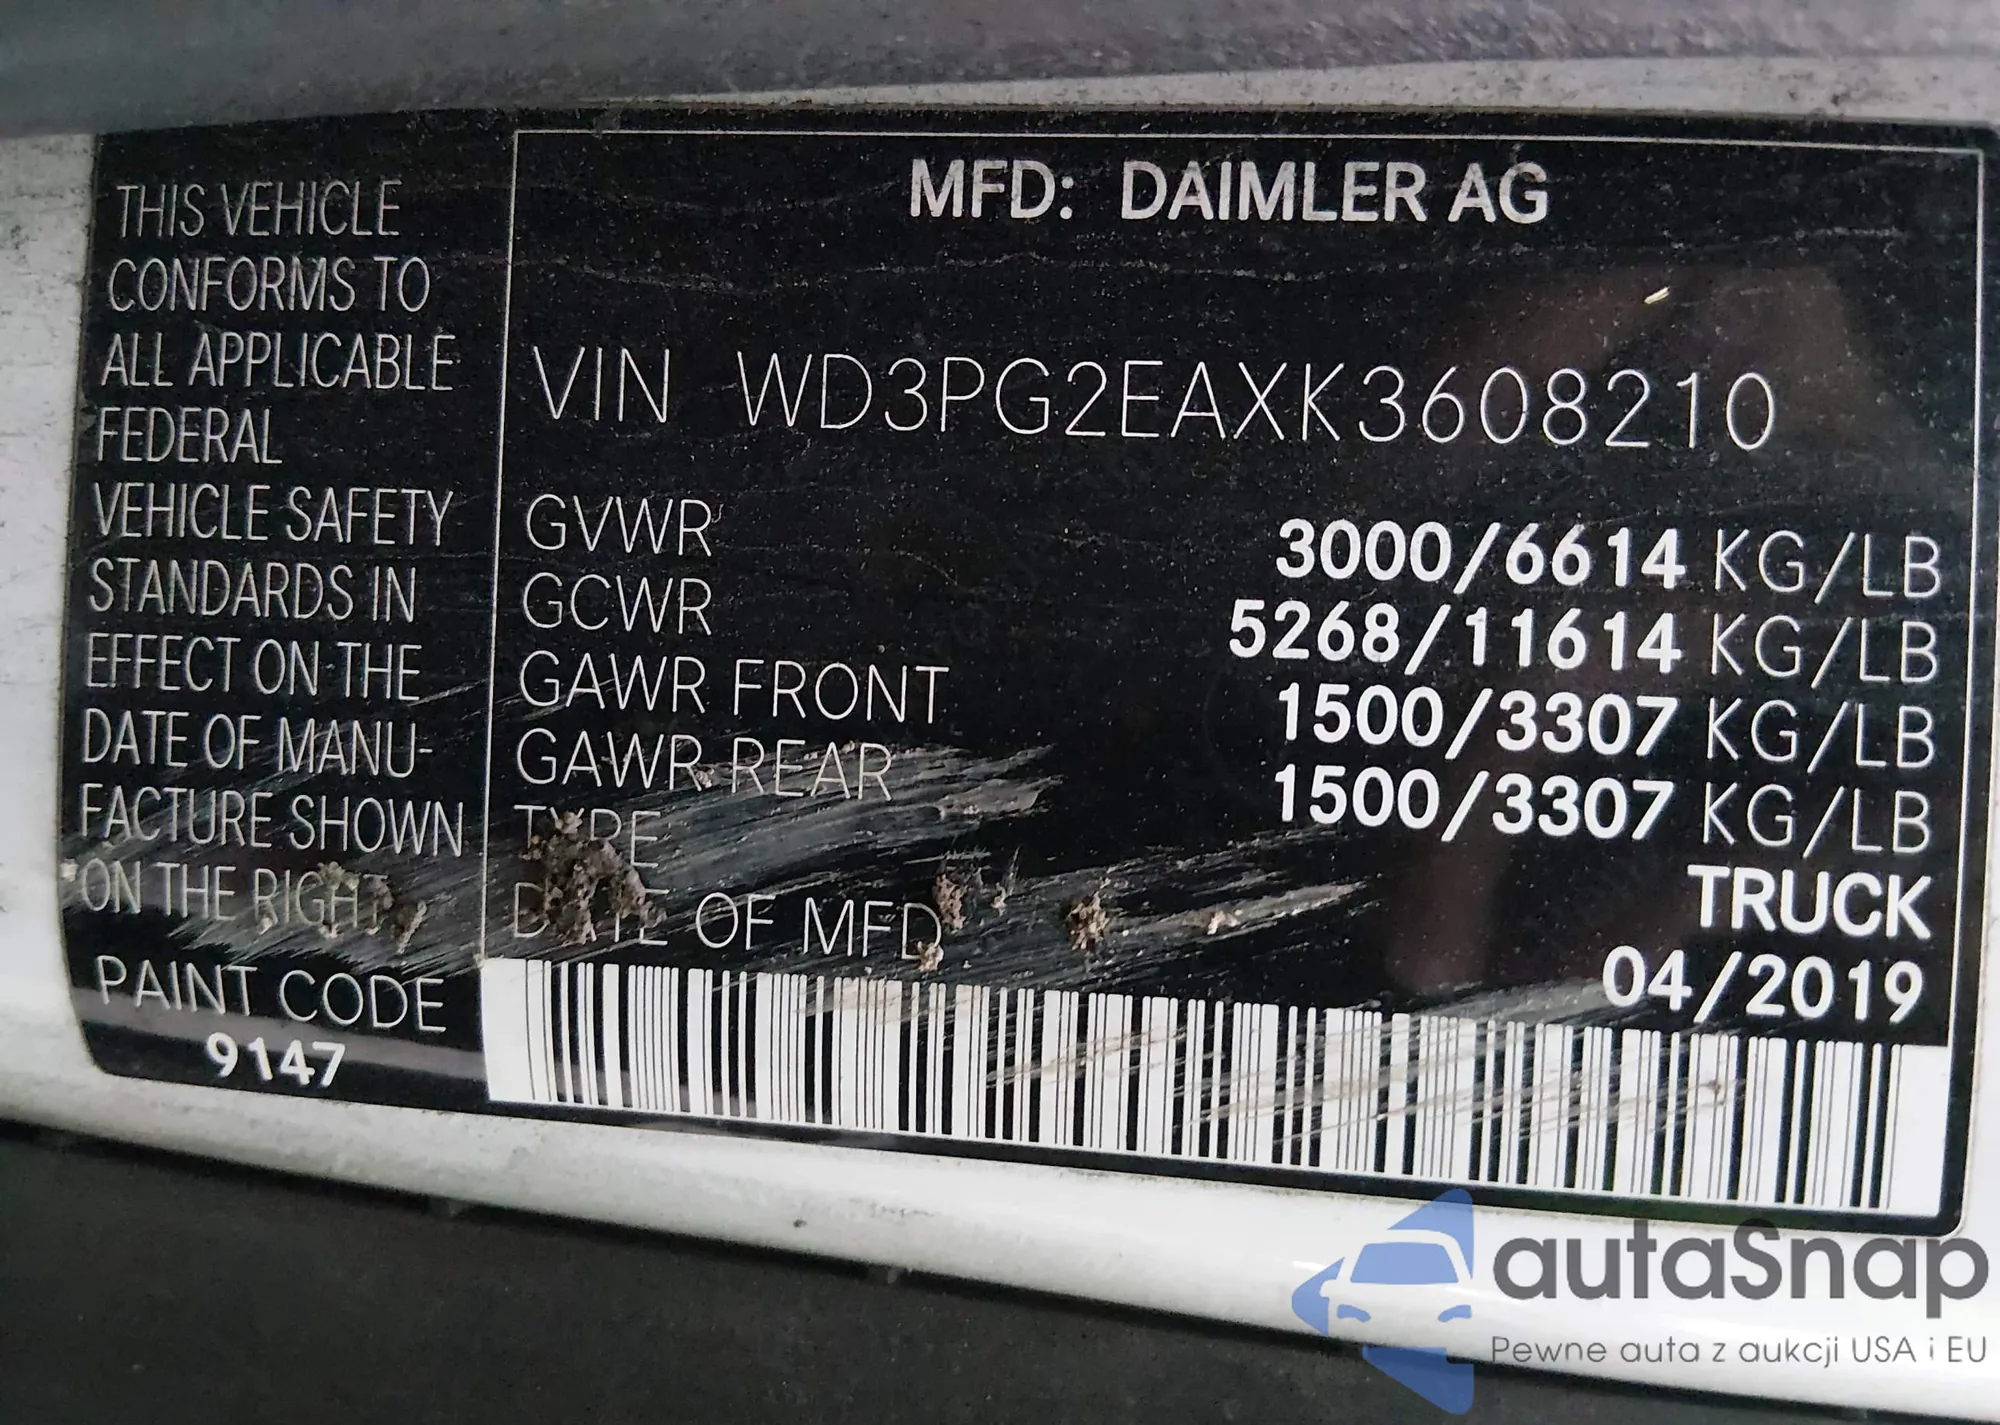 THIS VEHICLE
CONFORMS TO
ALL APPLICABLE
FEDERAL
VEHICLE SAFETY
STANDARDS IN
EFFECT ON THE
DATE OF MANU-
FACTURE SHOWN
ON THE RIGHT
PAINT CODE
9147
MFD: DAIMLER AG
VIN WD3PG2EAXK3608210
GVWR 3000/6614 KG/LB
GCWR 5268/11614 KG/LB
GAWR FRONT 1500/3307 KG/LB
GAWR REAR 1500/3307 KG/LB
TYPE TRUCK
DATE OF MFD 04/2019
autaSnap
Pewne auta z aukcji USA i EU